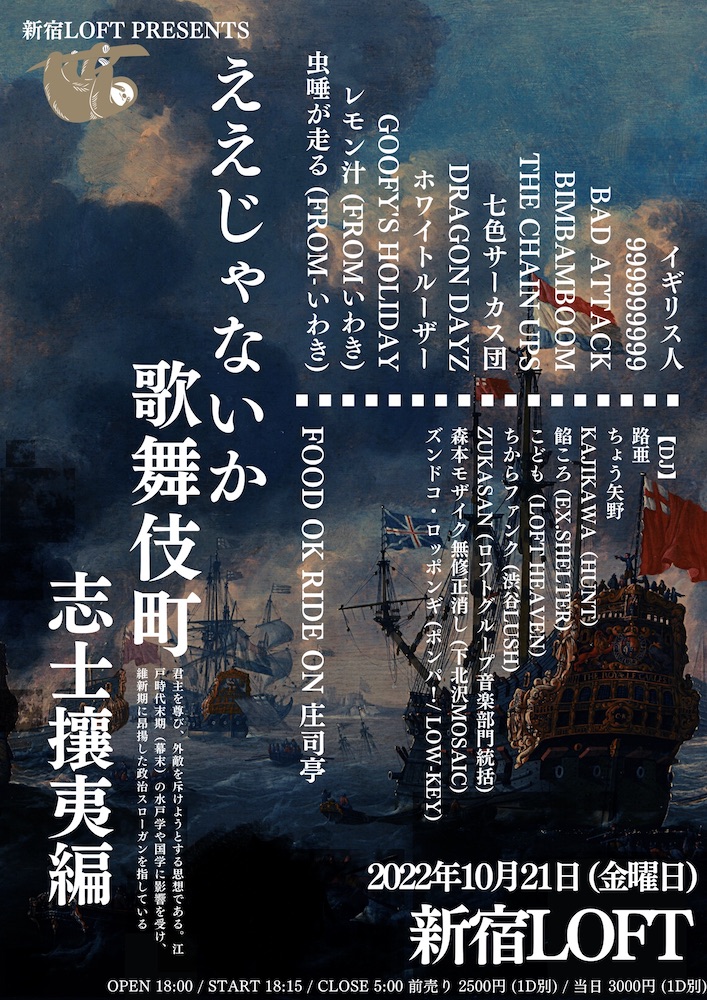 新宿LOFT PRESENTS
ええじゃないか
歌舞伎町
志士攘夷編
イギリス人
9999999999
BAD ATTACK
BIMBAMBOOM
THE CHAIN UPS
七色サーカス団
DRAGON DAYZ
ホワイトルーザー
GOOFY'S HOLIDAY
レモン汁 (FROM いわき)
虫唾が走る (FROM いわき)
【DJ】
路亜
ちょう矢野
KAJIKAWA (HUNT)
餡ころ (EX.SHELTER)
こども (LOFT HEAVEN)
ちからファンク (渋谷LUSH)
ZUKASAN (ロフトグループ音楽部門統括)
森本モザイク無修正消し (下北沢MOSAIC)
ズンドコ・ロッポンギ (ボンバー/ LOW-KEY)
FOOD OK RIDE ON 庄司亭
君主を尊び、外敵を斥けようとする思想である。江
戸時代末期（幕末）の水戸学や国学に影響を受け、
維新期に昂揚した政治スローガンを指している
2022年10月21日 (金曜日)
新宿LOFT
OPEN 18:00 / START 18:15 / CLOSE 5:00 前売り 2500円 (1D別) / 当日 3000円 (1D別)